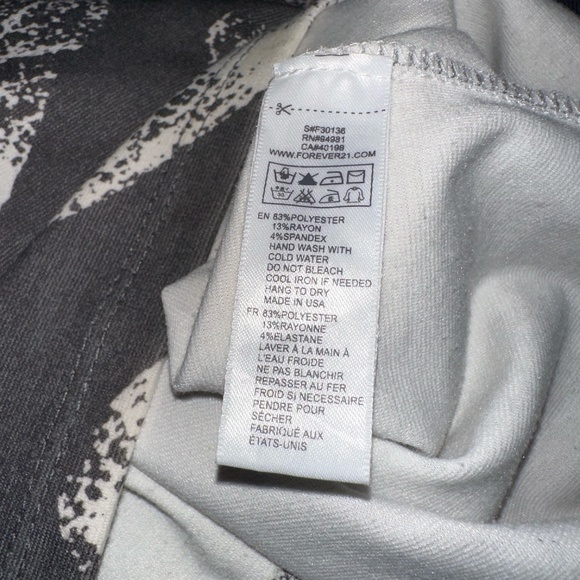 S#F30136
RN#94981
CA#40198
WWW.FOREVER21.COM
EN 83%POLYESTER
13%RAYON
4%SPANDEX
HAND WASH WITH
COLD WATER
DO NOT BLEACH
COOL IRON IF NEEDED
HANG TO DRY
MADE IN USA
FR 83%POLYESTER
13%RAYONNE
4%ELASTANE
LAVER À LA MAIN À
L'EAU FROIDE
NE PAS BLANCHIR
REPASSER AU FER
FROID SI NECESSAIRE
PENDRE POUR
SÉCHER
FABRIQUÉ AUX
ÉTATS-UNIS